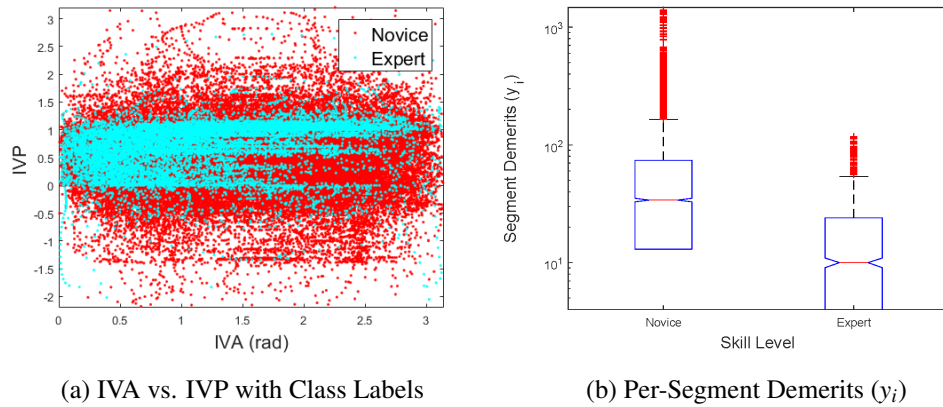 3
2.5
2
1.5
1
0.5
0
-0.5
-1
-1.5
-2
IVP
0 0.5 1 1.5 2 2.5 3
IVA (rad)
Novice
Expert
(a) IVA vs. IVP with Class Labels
10³
10²
10¹
Segment Demerits (y i)
Novice Expert
Skill Level
(b) Per-Segment Demerits (yᵢ)